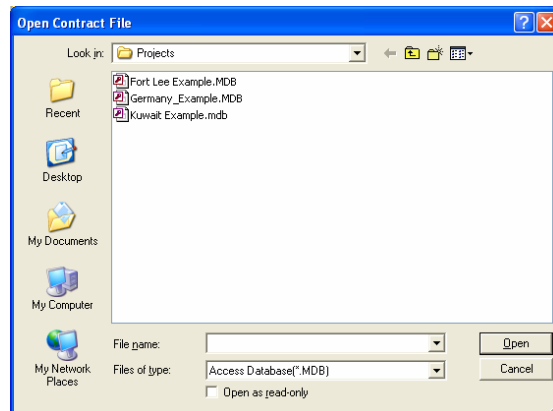 Open Contract File
Look in:
Projects
Fort Lee Example.MDB
Germany_Example.MDB
Kuwait Example.mdb
Recent
Desktop
My Documents
My Computer
My Network
Places
File name:
Open
Files of type:
Access Database(*.MDB)
Cancel
Open as read-only